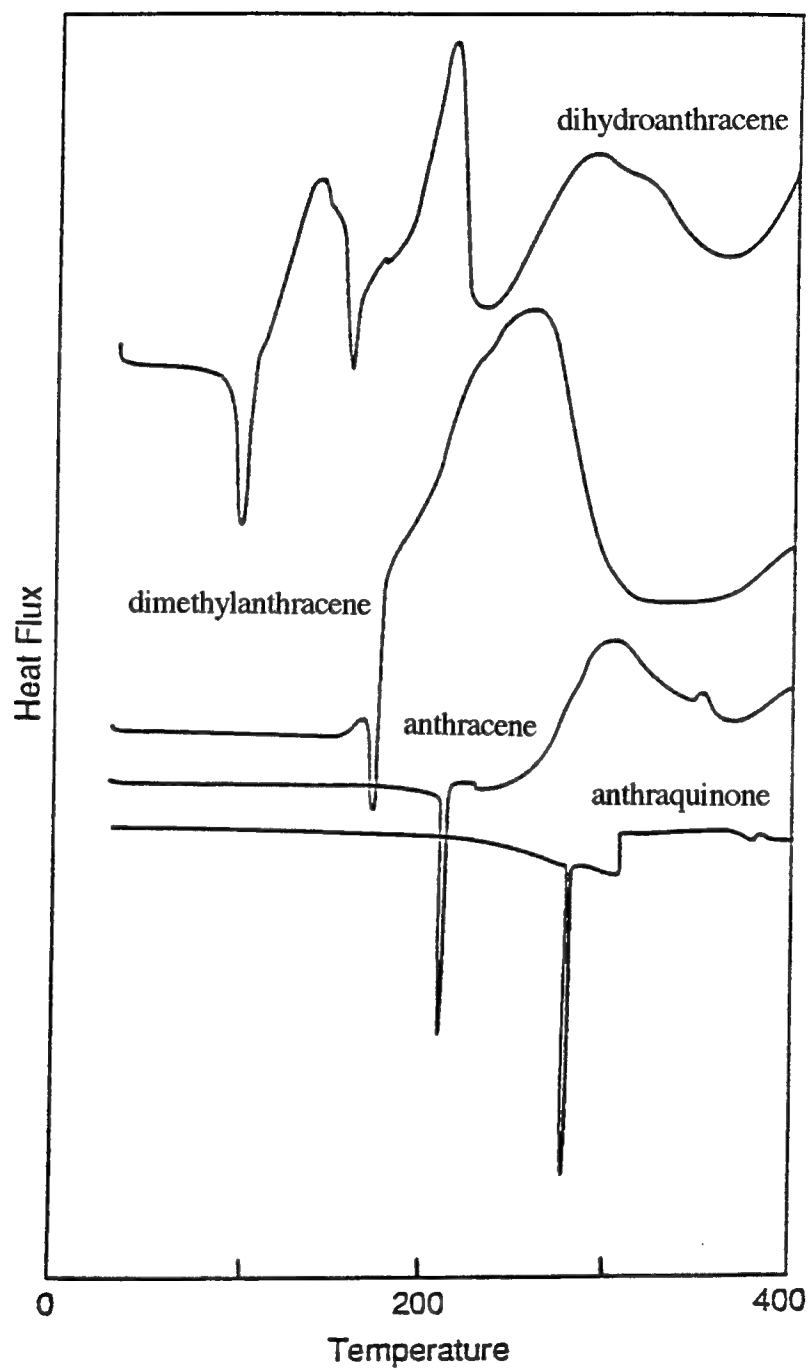 dihydroanthracene
dimethylanthracene
anthracene
anthraquinone
Heat Flux
0
200
400
Temperature